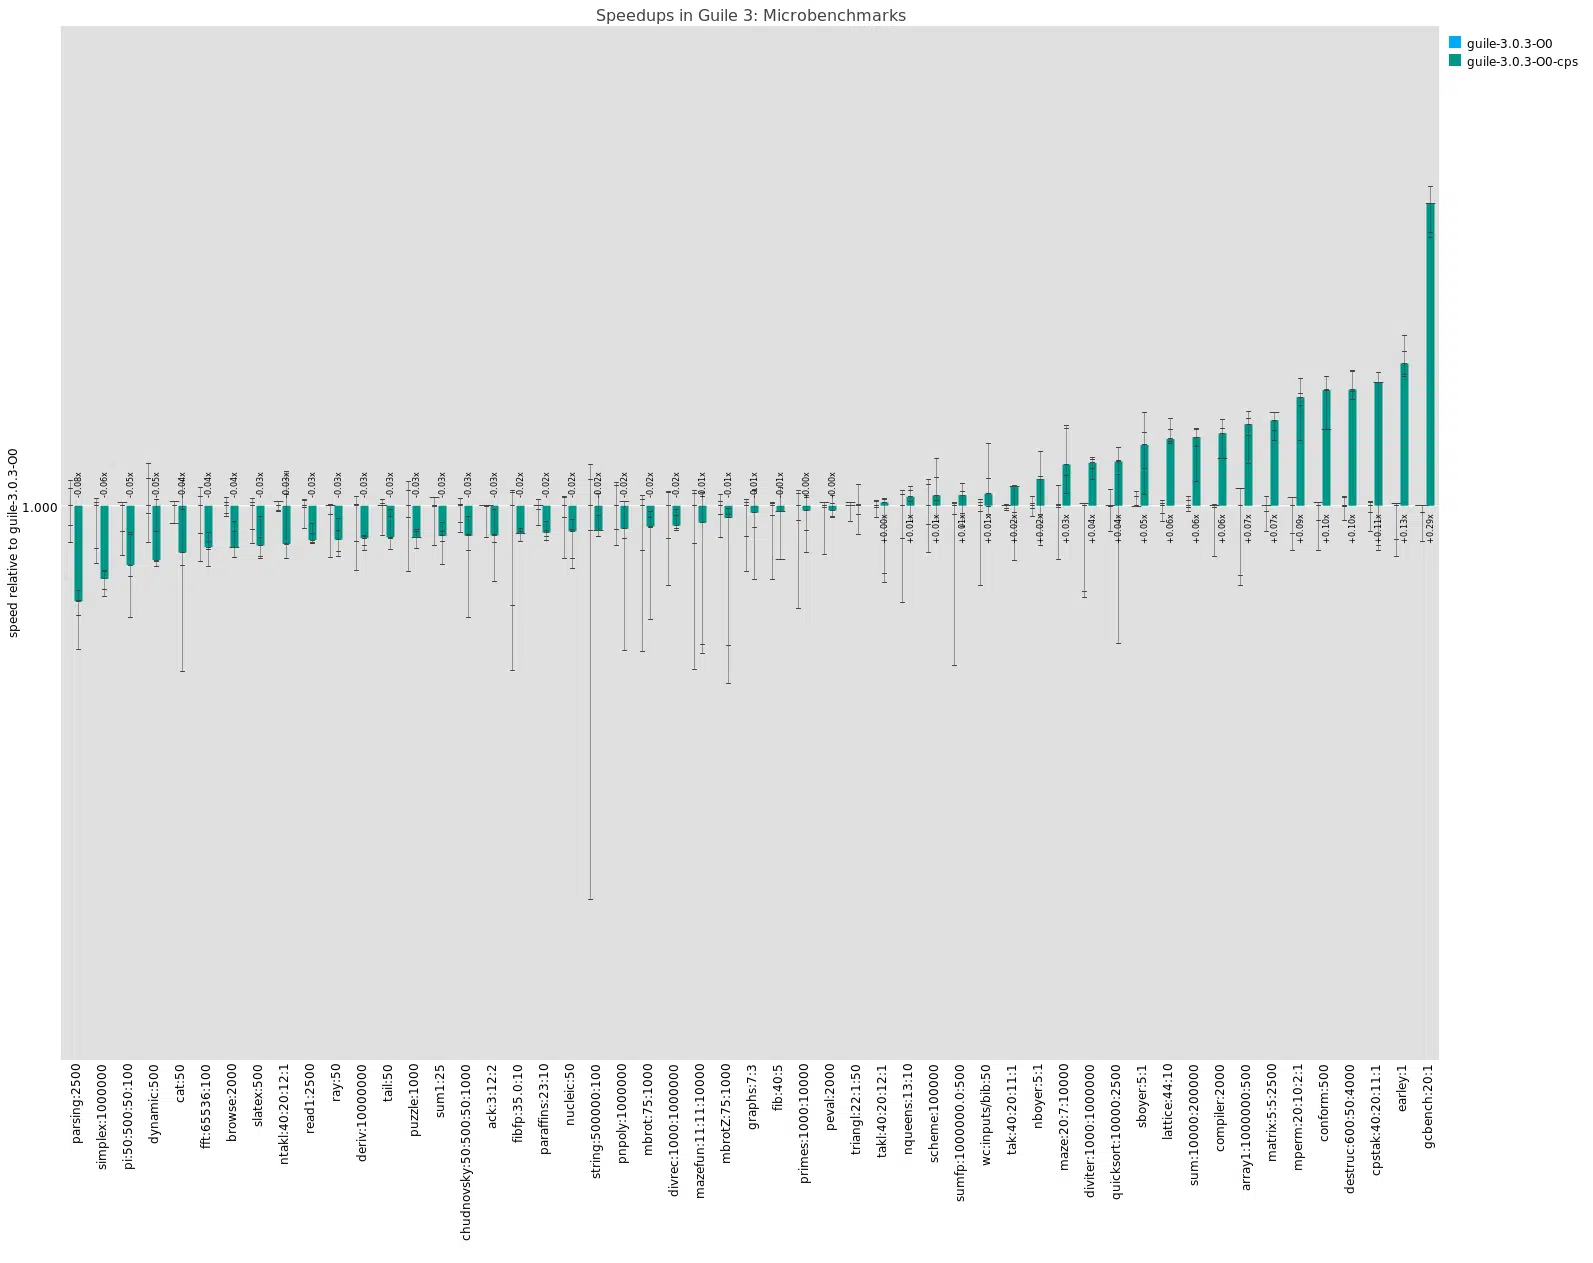 Speedups in Guile 3: Microbenchmarks
guile-3.0.3-O0
guile-3.0.3-O0-cps
speed relative to guile-3.0.3-O0
1.000
-0.08x
-0.06x
-0.05x
-0.05x
-0.04x
-0.04x
-0.04x
-0.03x
-0.03x
-0.03x
-0.03x
-0.03x
-0.03x
-0.03x
-0.03x
-0.03x
-0.03x
-0.02x
-0.02x
-0.02x
-0.02x
-0.02x
-0.02x
-0.02x
-0.01x
-0.01x
-0.01x
-0.01x
-0.00x
-0.00x
+0.00x
+0.01x
+0.01x
+0.01x
+0.01x
+0.02x
+0.02x
+0.03x
+0.04x
+0.04x
+0.05x
+0.06x
+0.06x
+0.06x
+0.07x
+0.07x
+0.09x
+0.10x
+0.10x
+0.11x
+0.13x
+0.29x
parsing:2500
simplex:1000000
pi:50:500:50:100
dynamic:500
cat:50
fft:65536:100
browse:2000
slatex:500
ntakl:40:20:12:1
read1:2500
ray:50
deriv:10000000
tail:50
puzzle:1000
sum1:25
chudnovsky:50:500:50:1000
ack:3:12:2
fibfp:35.0:10
paraffins:23:10
nucleic:50
string:500000:100
pnpoly:1000000
mbrot:75:1000
divrec:1000:1000000
mazefun:11:11:10000
mbrotZ:75:1000
graphs:7:3
fib:40:5
primes:1000:10000
peval:2000
triangl:22:1:50
takl:40:20:12:1
nqueens:13:10
scheme:100000
sumfp:1000000.0:500
wc:inputs/bib:50
tak:40:20:11:1
nboyer:5:1
maze:20:7:10000
diviter:1000:1000000
quicksort:10000:2500
sboyer:5:1
lattice:44:10
sum:10000:200000
compiler:2000
array1:1000000:500
matrix:5:5:2500
mperm:20:10:2:1
conform:500
destruc:600:50:4000
cpstak:40:20:11:1
earley:1
gcbench:20:1